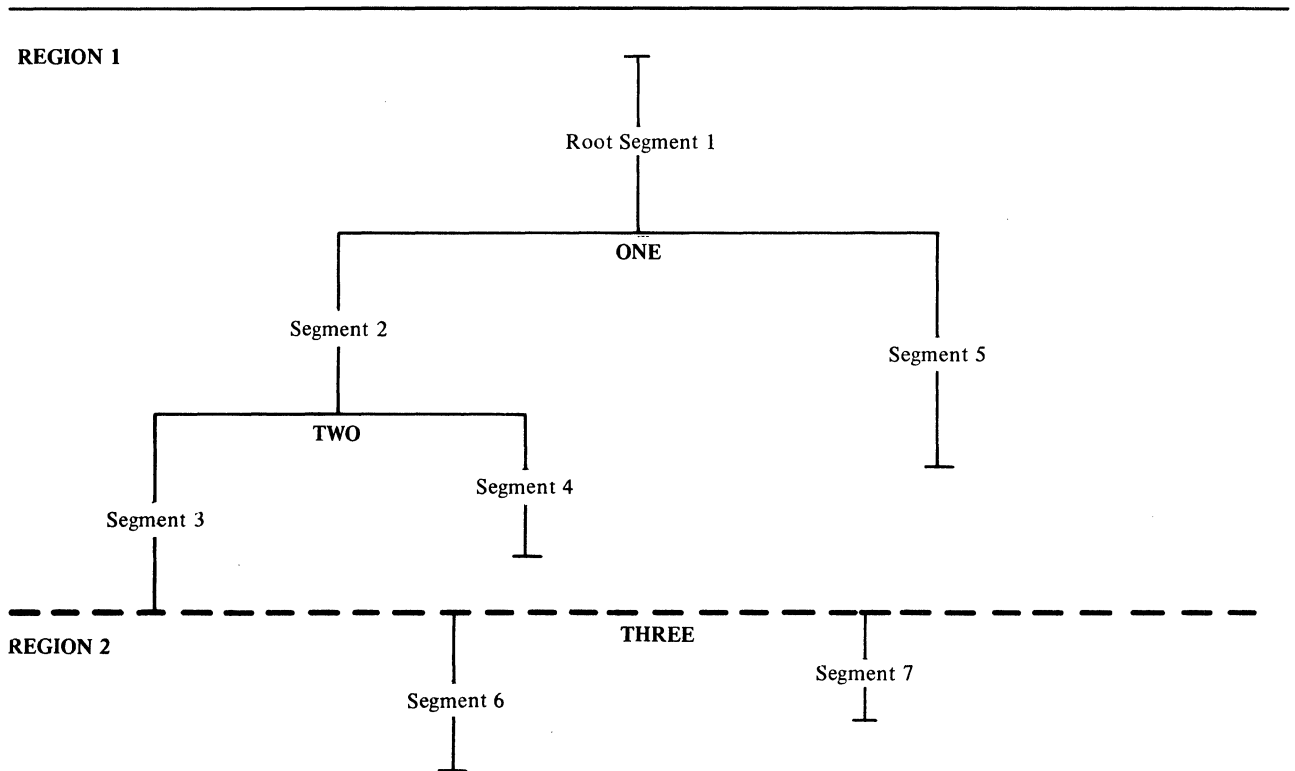 REGION 1
Root Segment 1
ONE
Segment 2
Segment 5
TWO
Segment 4
Segment 3
THREE
REGION 2
Segment 7
Segment 6